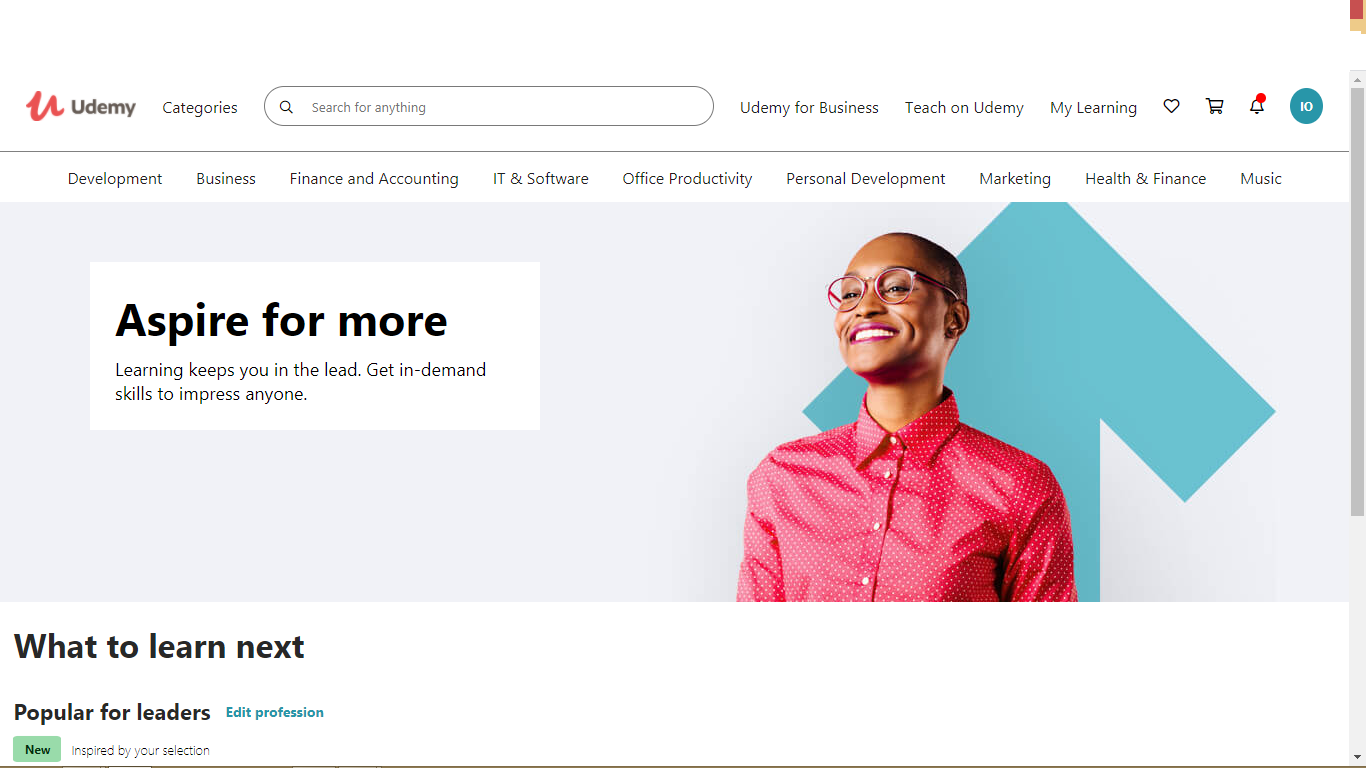 Udemy Categories Search for anything Udemy for Business Teach on Udemy My Learning IO
Development Business Finance and Accounting IT & Software Office Productivity Personal Development Marketing Health & Finance Music
Aspire for more
Learning keeps you in the lead. Get in-demand
skills to impress anyone.
What to learn next
Popular for leaders Edit profession
New Inspired by your selection